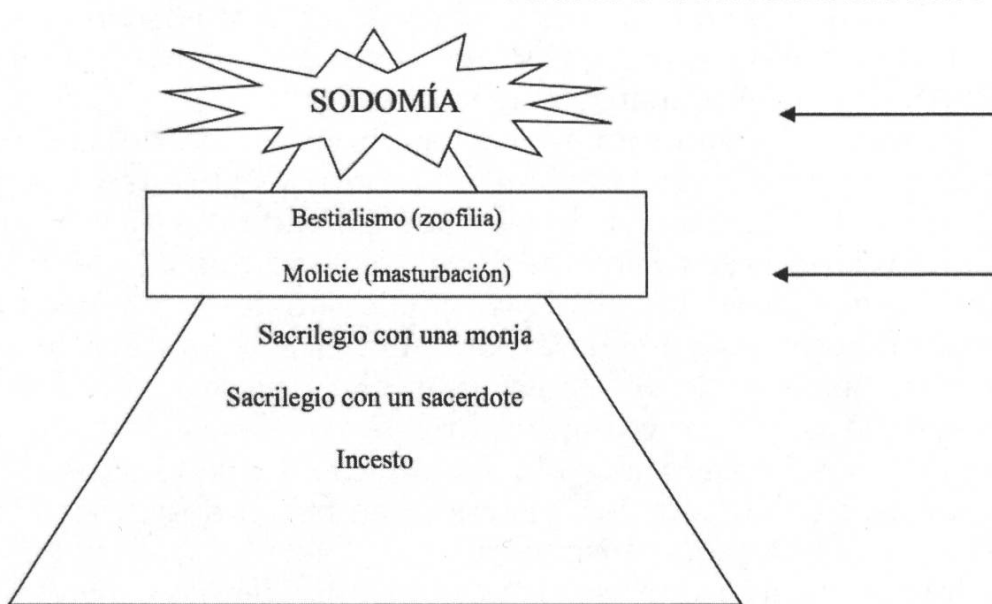 SODOMÍA
Bestialismo (zoofilia)
Molicie (masturbación)
Sacrilegio con una monja
Sacrilegio con un sacerdote
Incesto